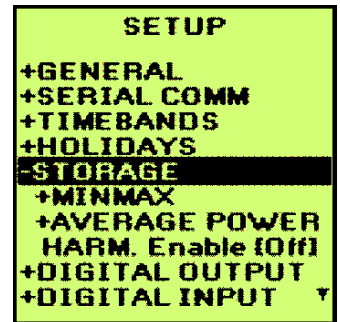 SETUP
+GENERAL
+SERIAL COMM
+TIMEBANDS
+HOLIDAYS
-STORAGE
+MINMAX
+AVERAGE POWER
HARM. Enable [Off]
+DIGITAL OUTPUT
+DIGITAL INPUT